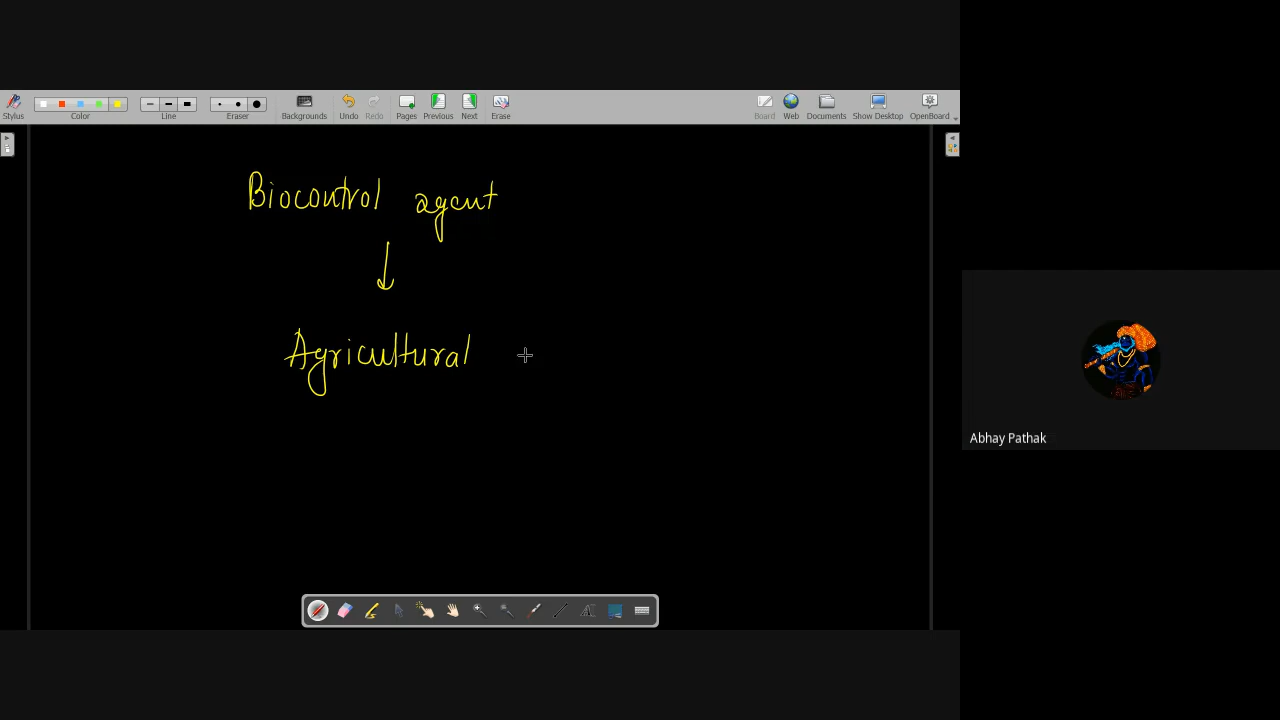 Stylus Color Line Eraser Backgrounds Undo Redo Pages Previous Next Erase Board Web Documents Show Desktop OpenBoard
Biocontrol agent
↓
Agricultural
Abhay Pathak